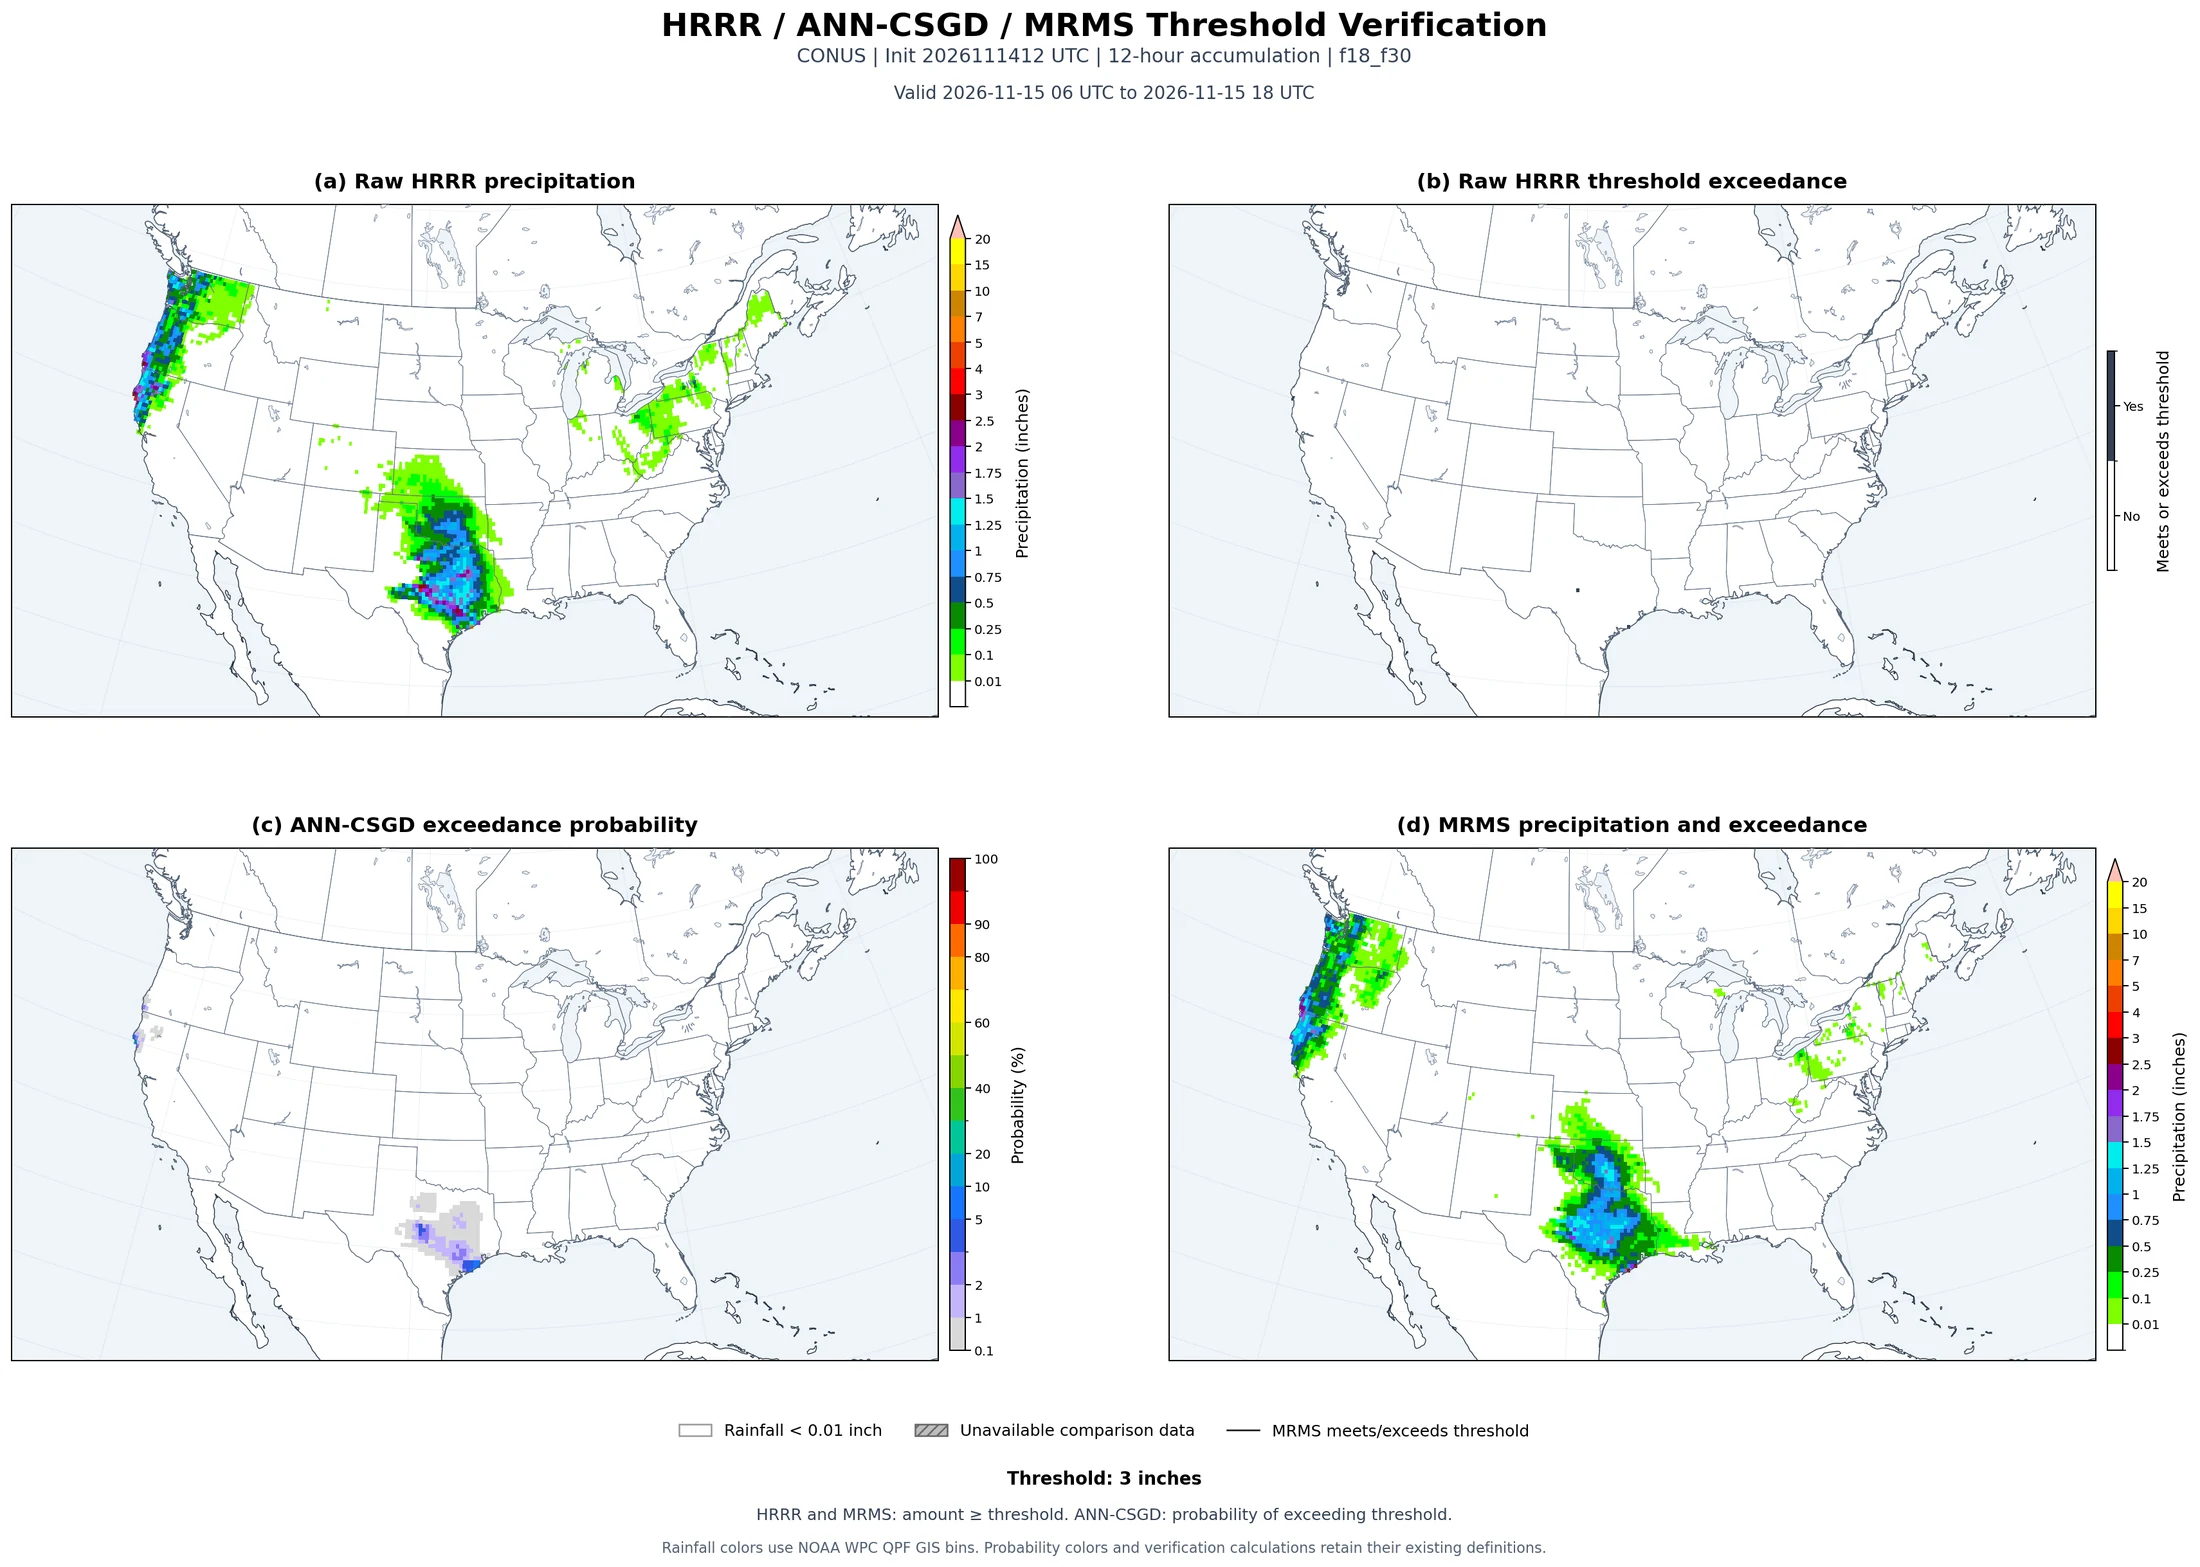 HRRR / ANN-CSGD / MRMS Threshold Verification
CONUS | Init 2026111412 UTC | 12-hour accumulation | f18_f30
Valid 2026-11-15 06 UTC to 2026-11-15 18 UTC
(a) Raw HRRR precipitation
20
15
10
7
5
4
3
2.5
2
1.75
1.5
1.25
1
0.75
0.5
0.25
0.1
0.01
Precipitation (inches)
(b) Raw HRRR threshold exceedance
Yes
No
Meets or exceeds threshold
(c) ANN-CSGD exceedance probability
100
90
80
60
40
20
10
5
2
1
0.1
Probability (%)
(d) MRMS precipitation and exceedance
20
15
10
7
5
4
3
2.5
2
1.75
1.5
1.25
1
0.75
0.5
0.25
0.1
0.01
Precipitation (inches)
Rainfall < 0.01 inch
Unavailable comparison data
MRMS meets/exceeds threshold
Threshold: 3 inches
HRRR and MRMS: amount ≥ threshold. ANN-CSGD: probability of exceeding threshold.
Rainfall colors use NOAA WPC QPF GIS bins. Probability colors and verification calculations retain their existing definitions.